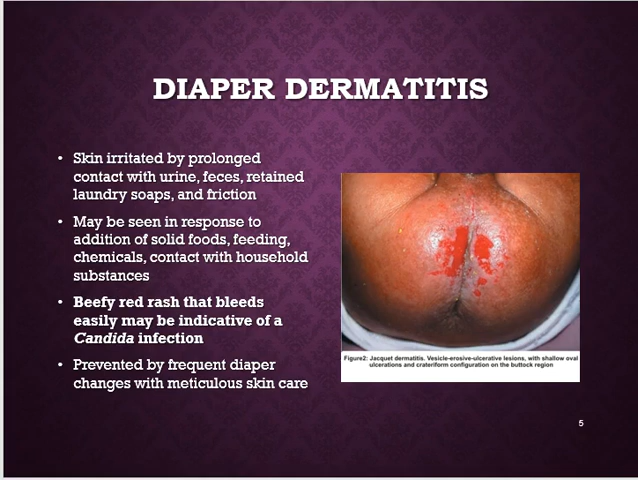 DIAPER DERMATITIS
• Skin irritated by prolonged
contact with urine, feces, retained
laundry soaps, and friction
• May be seen in response to
addition of solid foods, feeding,
chemicals, contact with household
substances
• Beefy red rash that bleeds
easily may be indicative of a
Candida infection
• Prevented by frequent diaper
changes with meticulous skin care
Figure2: Jacquet dermatitis. Vesicle-erosive-ulcerative lesions, with shallow oval
ulcerations and crateriform configuration on the buttock region
5